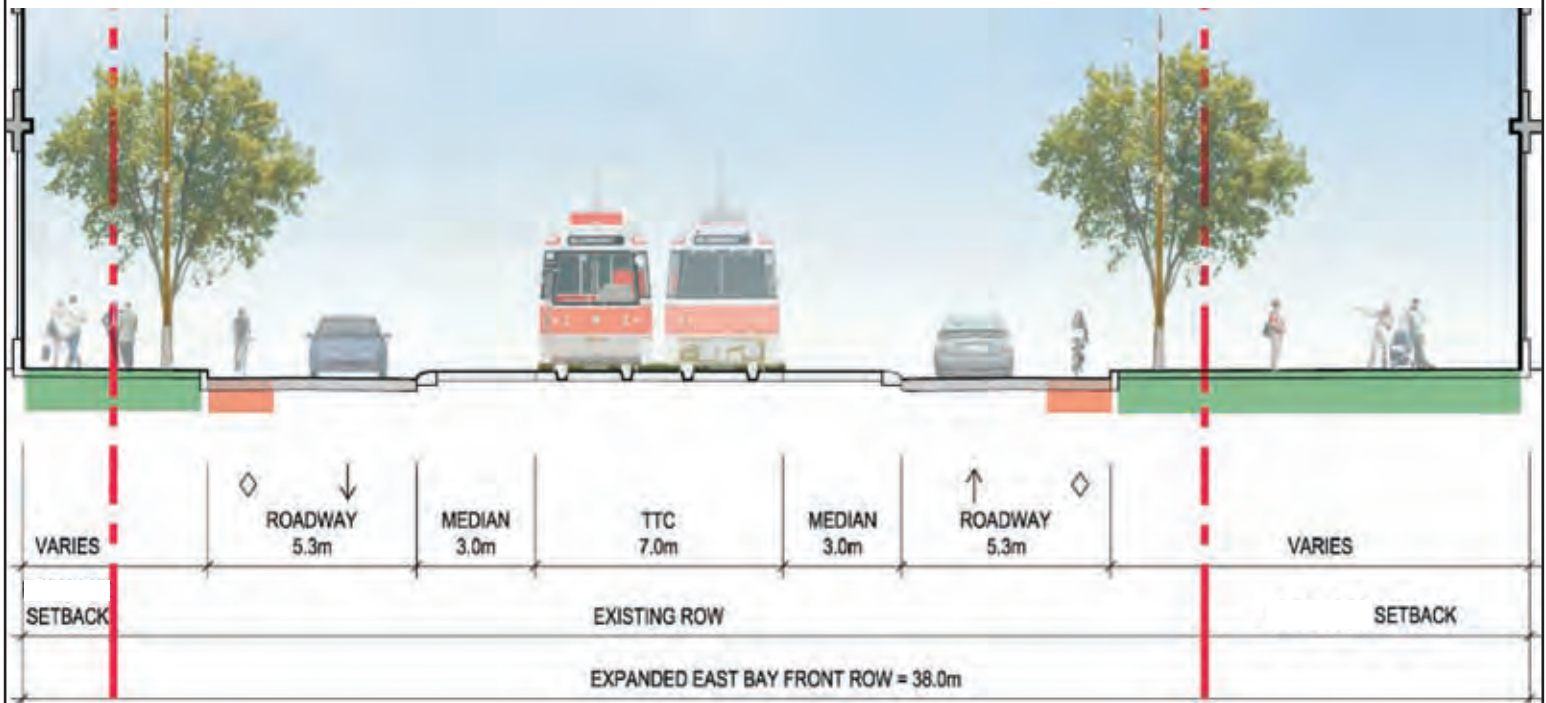 ROADWAY MEDIAN TTC MEDIAN ROADWAY
VARIES 5.3m 3.0m 7.0m 3.0m 5.3m VARIES
SETBACK EXISTING ROW SETBACK
EXPANDED EAST BAY FRONT ROW = 38.0m